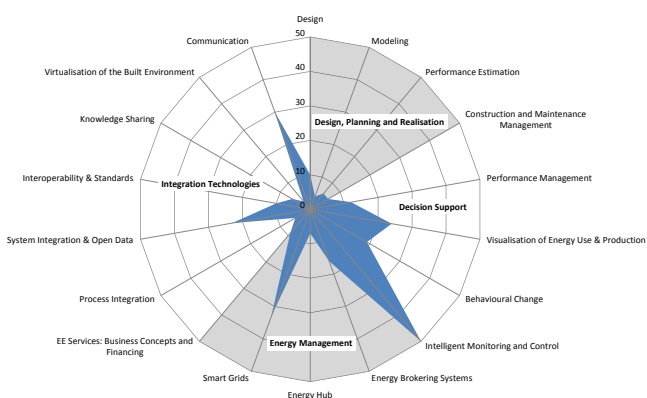 Design
50
Communication
Modeling
40
Virtualisation of the Built Environment
Performance Estimation
30
Knowledge Sharing
Design, Planning and Realisation
Construction and Maintenance
Management
20
10
Interoperability & Standards
Integration Technologies
Performance Management
0
Decision Support
System Integration & Open Data
Visualisation of Energy Use & Production
Process Integration
Behavioural Change
EE Services: Business Concepts and
Financing
Energy Management
Intelligent Monitoring and Control
Smart Grids
Energy Brokering Systems
Energy Hub